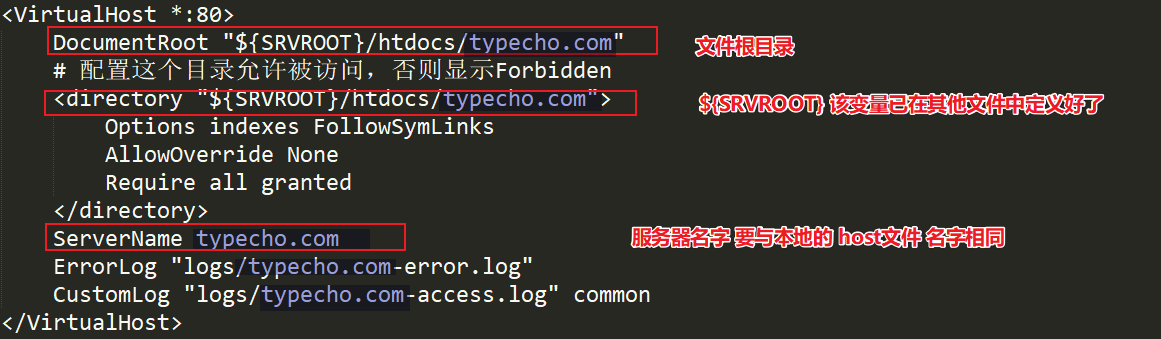 <VirtualHost *:80>
DocumentRoot "${SRVROOT}/htdocs/typecho.com"
文件根目录
# 配置这个目录允许被访问，否则显示Forbidden
<directory "${SRVROOT}/htdocs/typecho.com">
${SRVROOT} 该变量已在其他文件中定义好了
Options indexes FollowSymLinks
AllowOverride None
Require all granted
</directory>
ServerName typecho.com
服务器名字 要与本地的 host文件 名字相同
ErrorLog "logs/typecho.com-error.log"
CustomLog "logs/typecho.com-access.log" common
</VirtualHost>